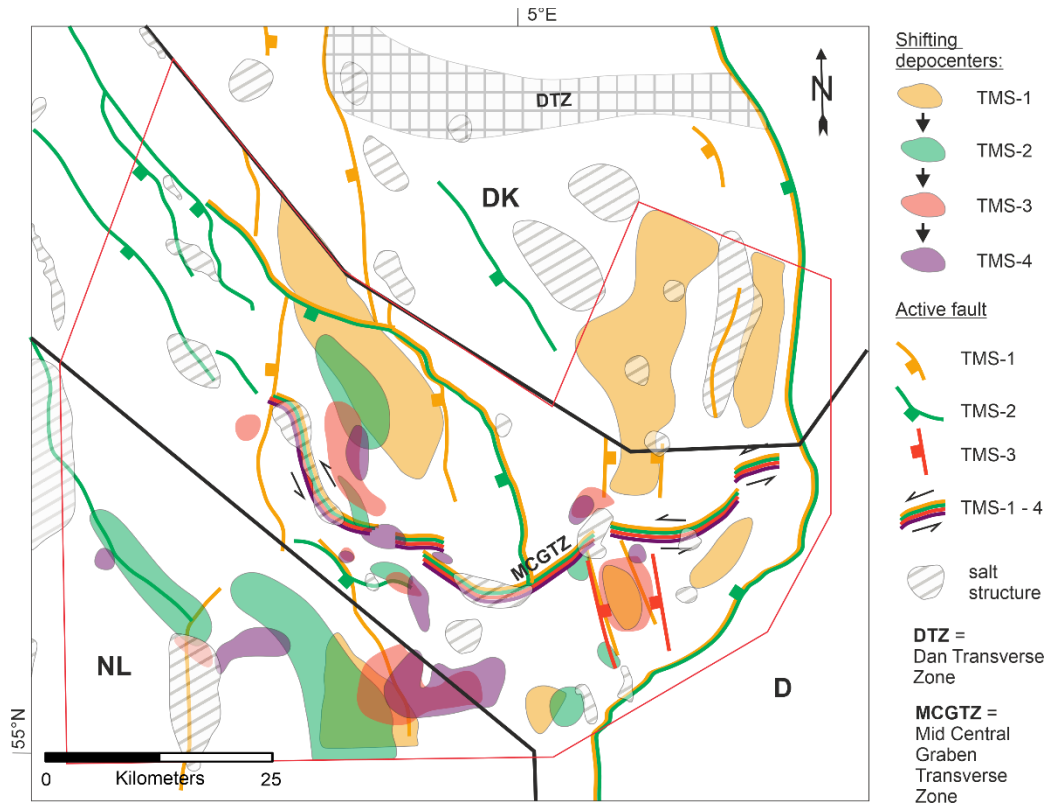 5°E
N
DTZ
DK
MCGTZ
NL
D
55°N
0
Kilometers
25
Shifting
depocenters:
TMS-1
TMS-2
TMS-3
TMS-4
Active fault
TMS-1
TMS-2
TMS-3
TMS-1 - 4
salt
structure
DTZ =
Dan Transverse
Zone
MCGTZ =
Mid Central
Graben
Transverse
Zone